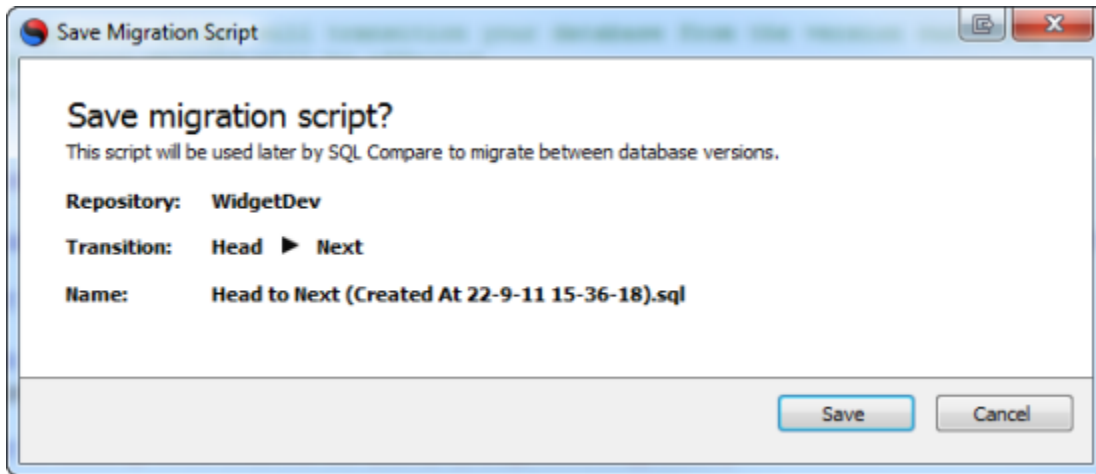 Save Migration Script
Save migration script?
This script will be used later by SQL Compare to migrate between database versions.
Repository: WidgetDev
Transition: Head ▶ Next
Name: Head to Next (Created At 22-9-11 15-36-18).sql
Save Cancel